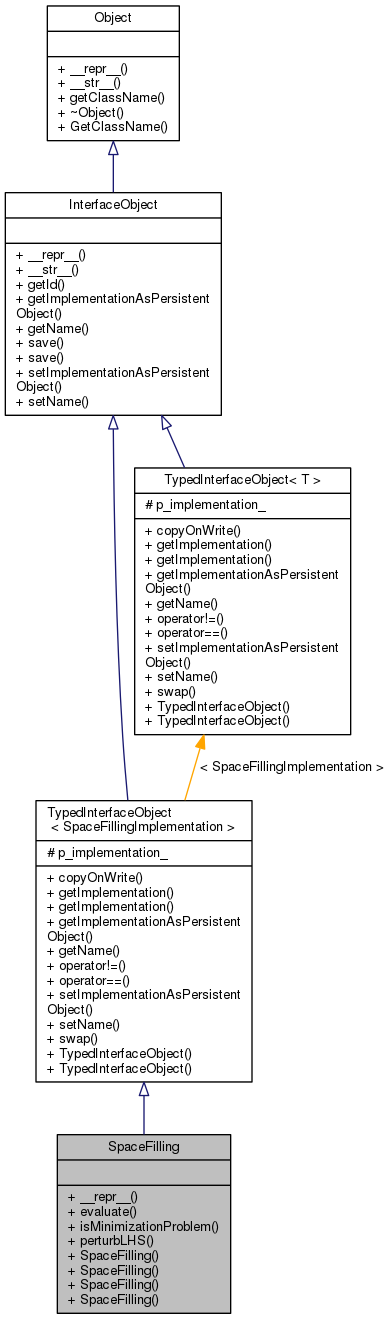 Object
+ __repr__()
+ __str__()
+ getClassName()
+ ~Object()
+ GetClassName()
InterfaceObject
+ __repr__()
+ __str__()
+ getId()
+ getImplementationAsPersistent
Object()
+ getName()
+ save()
+ save()
+ setImplementationAsPersistent
Object()
+ setName()
TypedInterfaceObject< T >
# p_implementation_
+ copyOnWrite()
+ getImplementation()
+ getImplementation()
+ getImplementationAsPersistent
Object()
+ getName()
+ operator!=()
+ operator==()
+ setImplementationAsPersistent
Object()
+ setName()
+ swap()
+ TypedInterfaceObject()
+ TypedInterfaceObject()
< SpaceFillingImplementation >
TypedInterfaceObject
< SpaceFillingImplementation >
# p_implementation_
+ copyOnWrite()
+ getImplementation()
+ getImplementation()
+ getImplementationAsPersistent
Object()
+ getName()
+ operator!=()
+ operator==()
+ setImplementationAsPersistent
Object()
+ setName()
+ swap()
+ TypedInterfaceObject()
+ TypedInterfaceObject()
SpaceFilling
+ __repr__()
+ evaluate()
+ isMinimizationProblem()
+ perturbLHS()
+ SpaceFilling()
+ SpaceFilling()
+ SpaceFilling()
+ SpaceFilling()